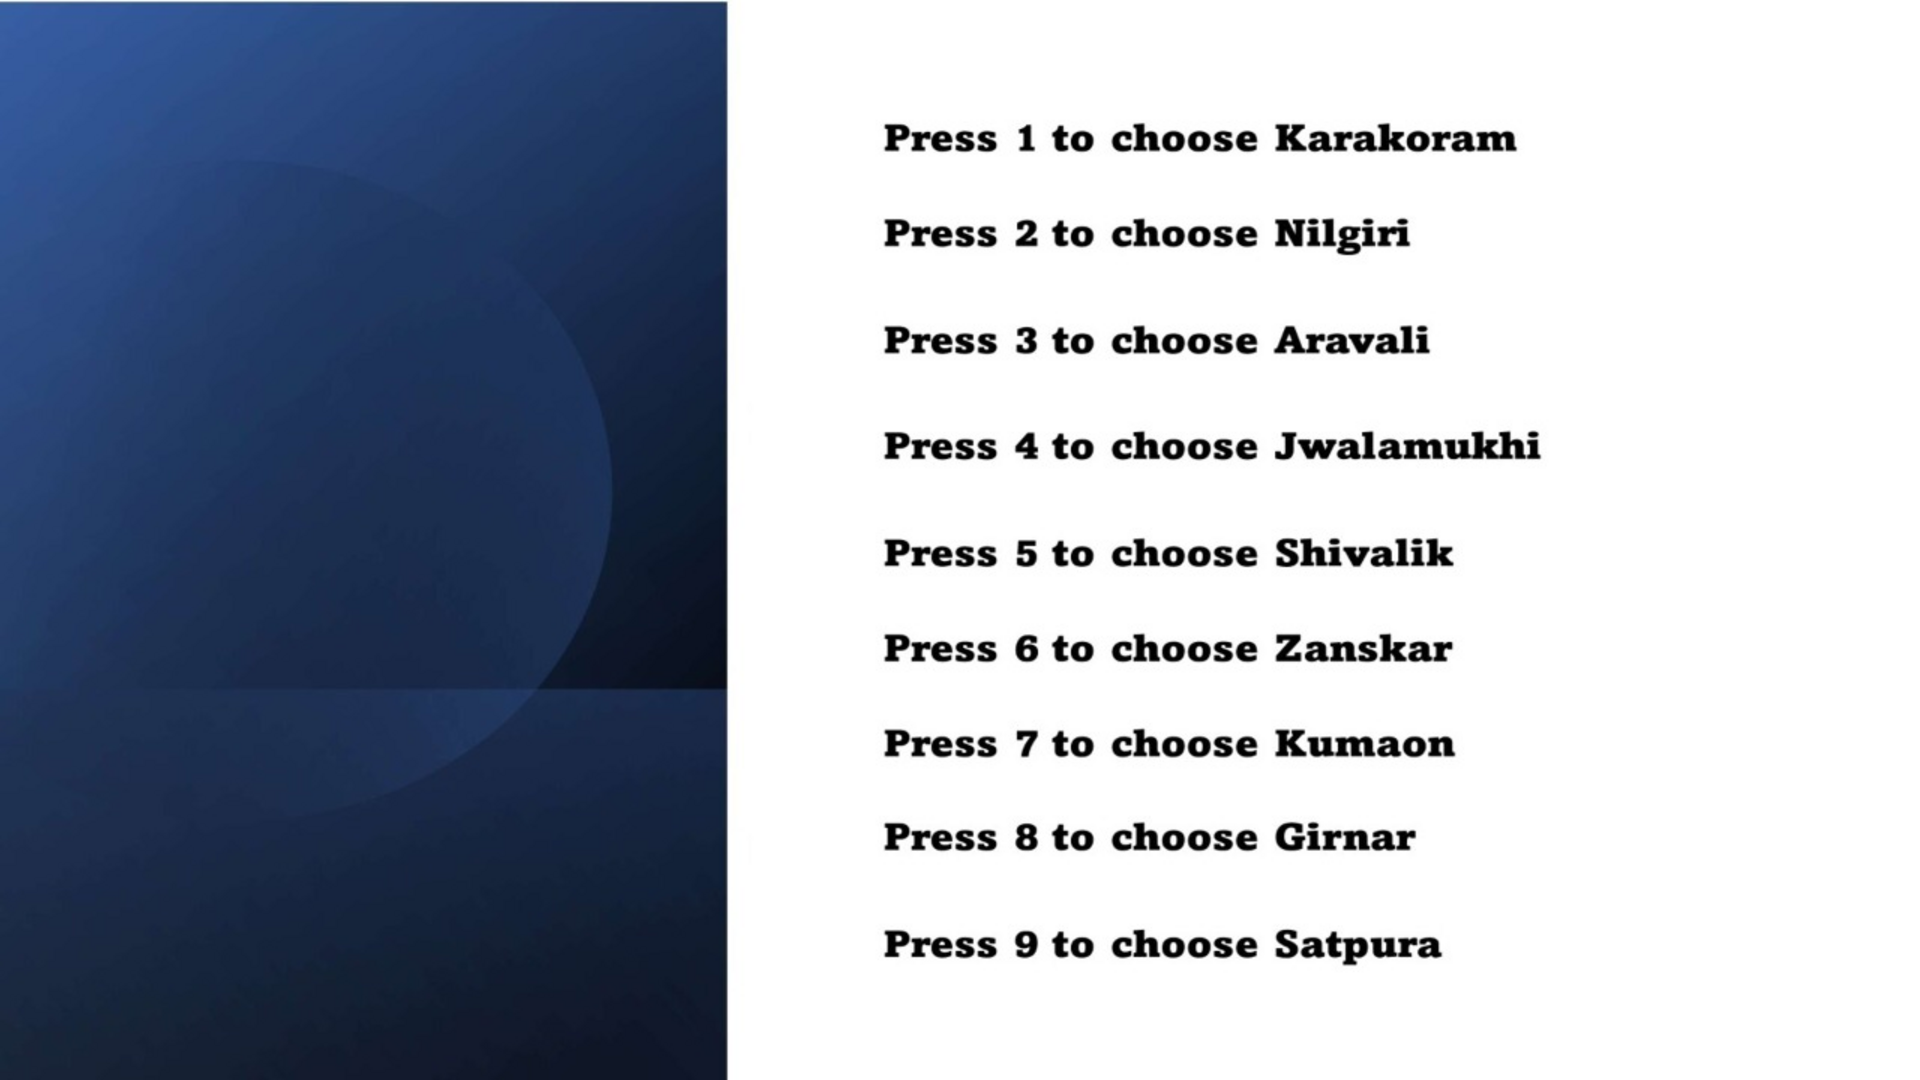 Press 1 to choose Karakoram
Press 2 to choose Nilgiri
Press 3 to choose Aravali
Press 4 to choose Jwalamukhi
Press 5 to choose Shivalik
Press 6 to choose Zanskar
Press 7 to choose Kumaon
Press 8 to choose Girnar
Press 9 to choose Satpura